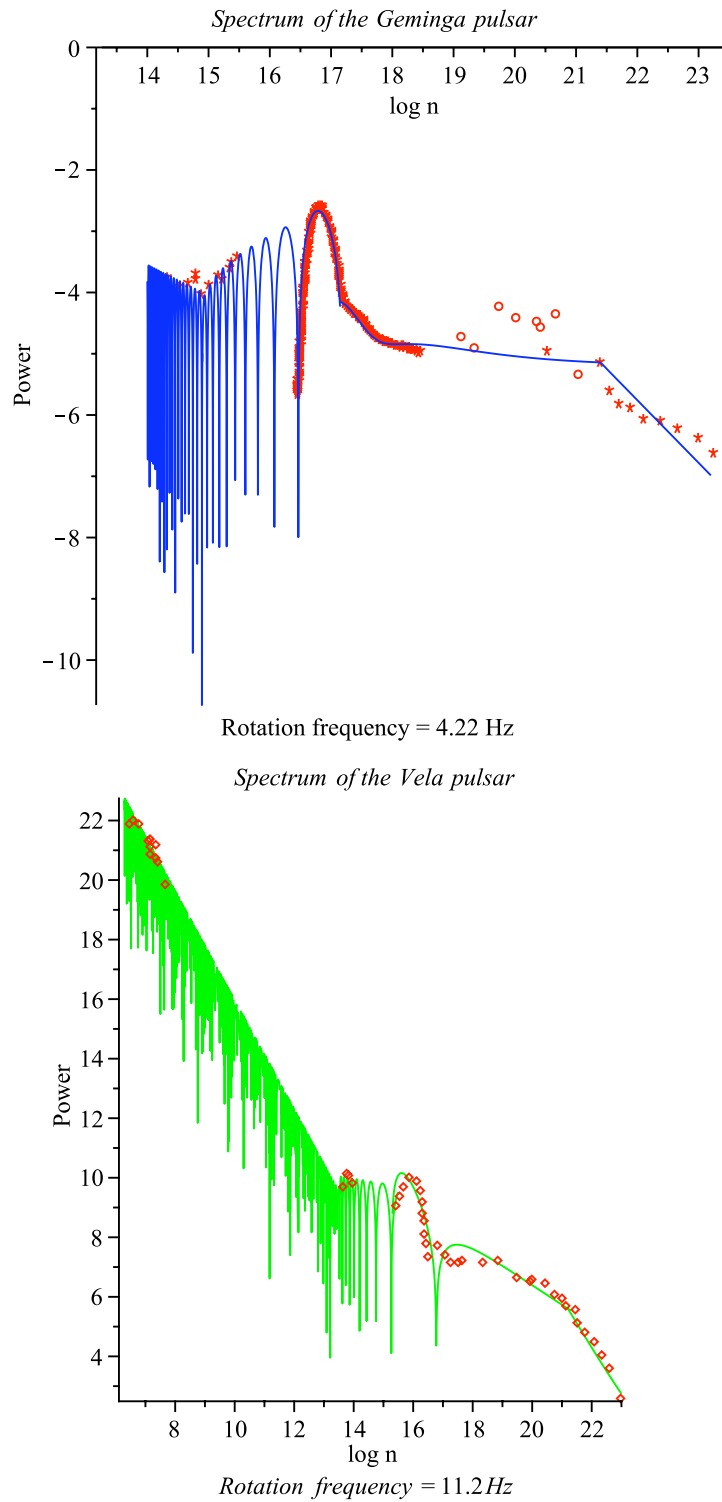 Spectrum of the Geminga pulsar
0
14 15 16 17 18 19 20 21 22 23
log n
−2
−4
Power
−6
−8
−10
Rotation frequency = 4.22 Hz
Spectrum of the Vela pulsar
22
20
18
16
14
12
Power
10
8
6
4
8 10 12 14 16 18 20 22
log n
Rotation frequency = 11.2 Hz